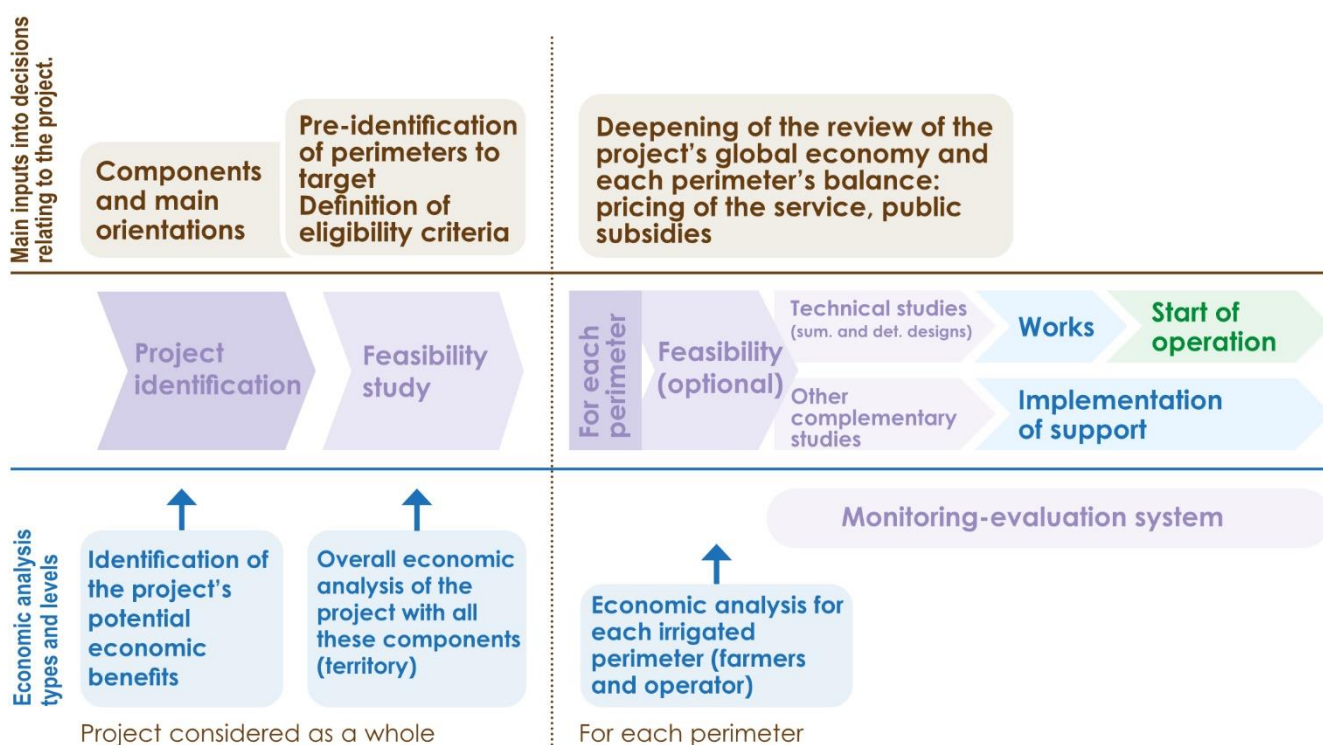 Main inputs into decisions
relating to the project.
Components
and main
orientations
Pre-identification
of perimeters to
target
Definition of
eligibility criteria
Deepening of the review of the
project's global economy and
each perimeter's balance:
pricing of the service, public
subsidies
Project
identification
Feasibility
study
For each
perimeter
Feasibility
(optional)
Technical studies
(sum. and det. designs)
Works
Start of
operation
Other
complementary
studies
Implementation
of support
Monitoring-evaluation system
Economic analysis
types and levels
Identification of
the project's
potential
economic
benefits
Overall economic
analysis of the
project with all
these components
(territory)
Economic analysis for
each irrigated
perimeter (farmers
and operator)
Project considered as a whole
For each perimeter